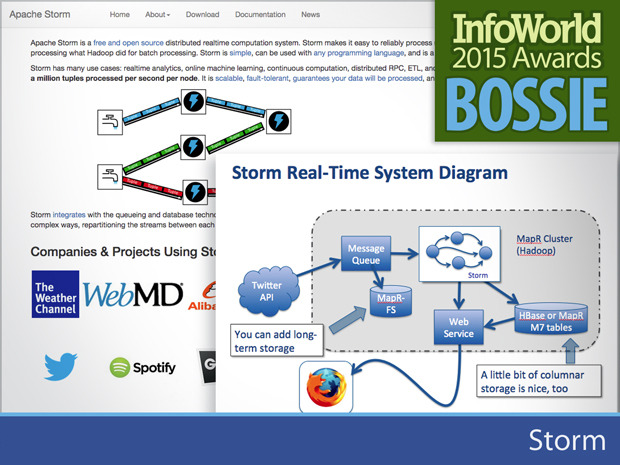 Apache Storm
Home About Download Documentation News
InfoWorld
2015 Awards
BOSSIE
Apache Storm is a free and open source distributed realtime computation system. Storm makes it easy to reliably process
processing what Hadoop did for batch processing. Storm is simple, can be used with any programming language, and is a
Storm has many use cases: realtime analytics, online machine learning, continuous computation, distributed RPC, ETL, and
a million tuples processed per second per node. It is scalable, fault-tolerant, guarantees your data will be processed, an
Storm integrates with the queueing and database techno
complex ways, repartitioning the streams between each
Companies & Projects Using Sto
The
Weather
Channel
WebMD
Aliba
Spotify
Storm Real-Time System Diagram
MapR Cluster
(Hadoop)
Message
Queue
Storm
Twitter
API
MapR-
FS
Web
Service
HBase or MapR
M7 tables
You can add long-
term storage
A little bit of columnar
storage is nice, too
Storm